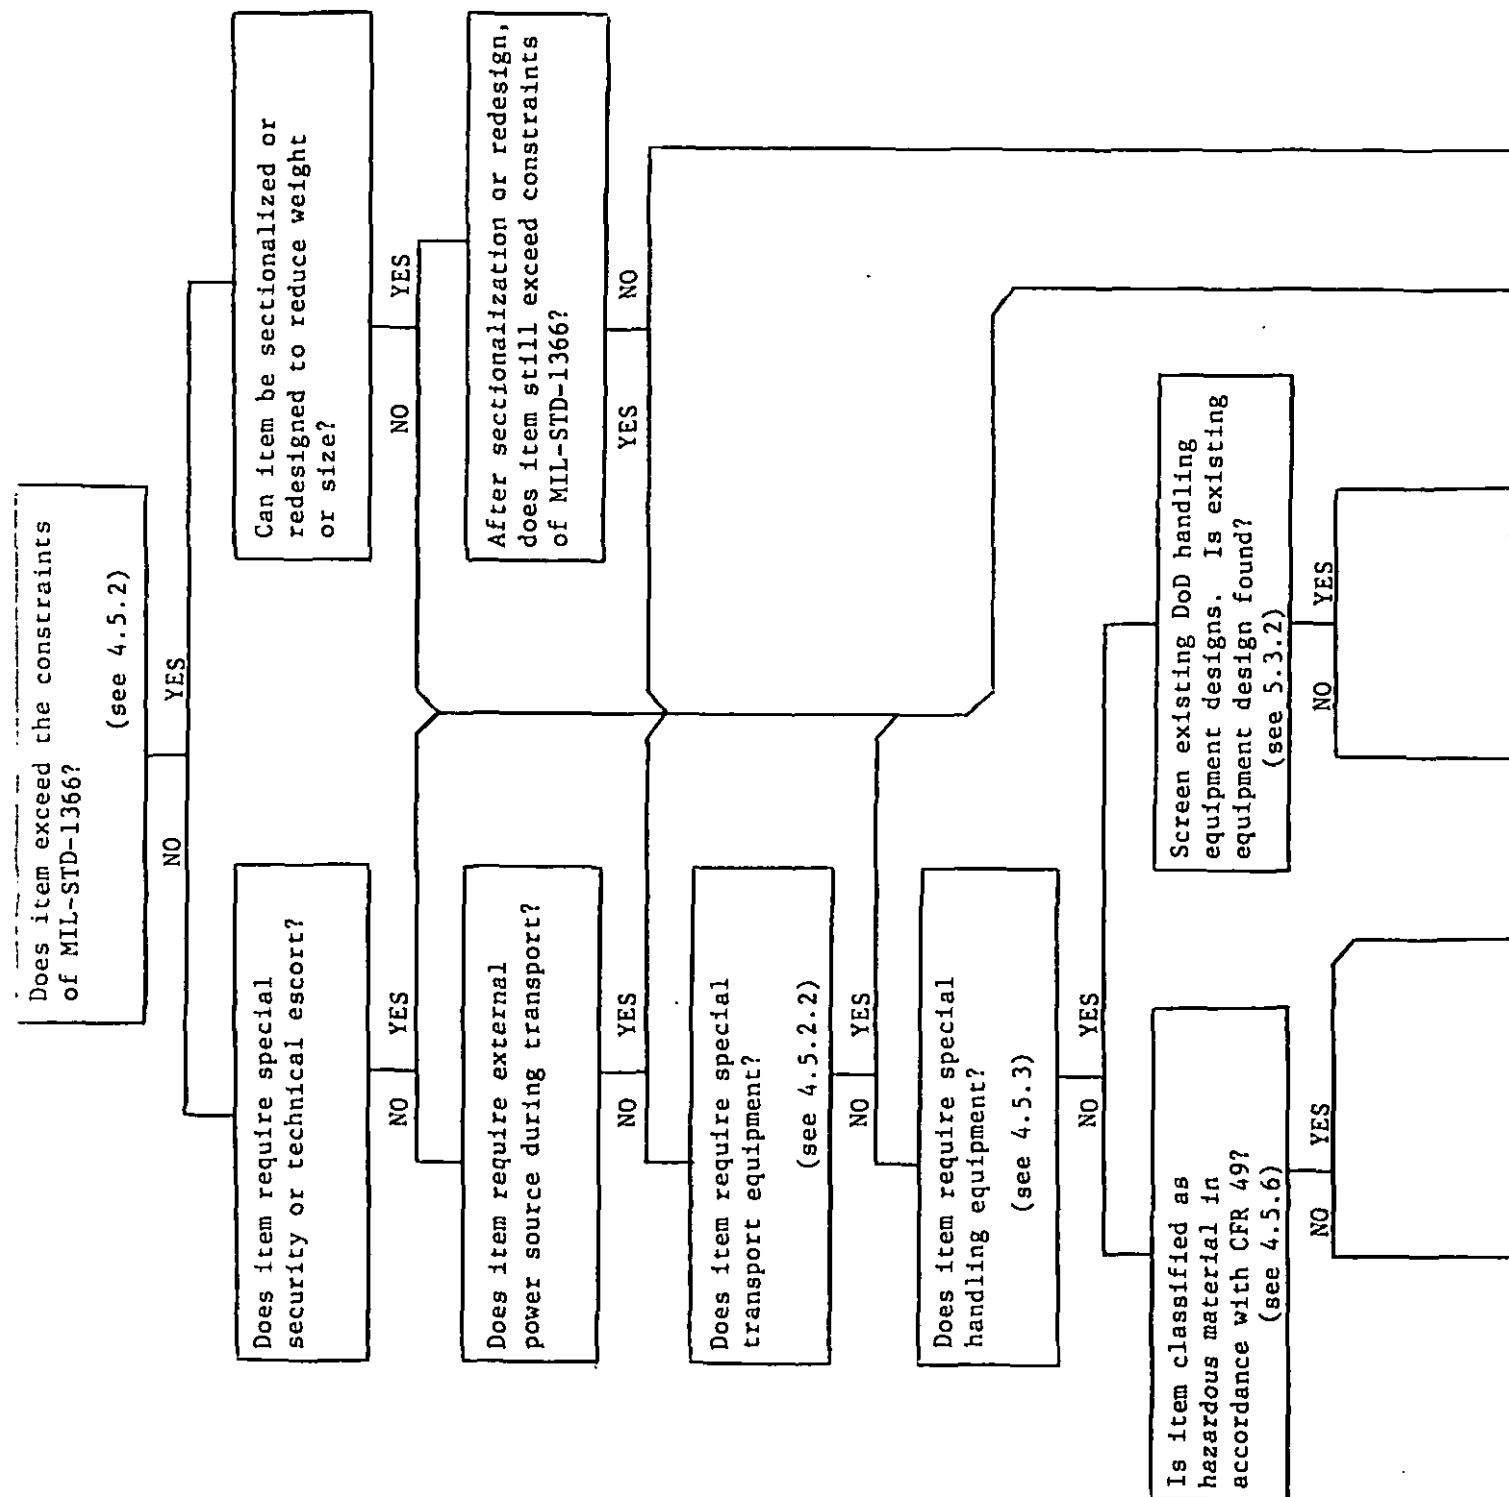 Does item exceed the constraints
of MIL-STD-1366?
(see 4.5.2)
NO
YES
Does item require special
security or technical escort?
Can item be sectionalized or
redesigned to reduce weight
or size?
NO
YES
NO
YES
Does item require external
power source during transport?
After sectionalization or redesign,
does item still exceed constraints
of MIL-STD-1366?
NO
YES
YES
NO
Does item require special
transport equipment?
(see 4.5.2.2)
NO
YES
Does item require special
handling equipment?
(see 4.5.3)
NO
YES
Is item classified as
hazardous material in
accordance with CFR 49?
(see 4.5.6)
Screen existing DoD handling
equipment designs. Is existing
equipment design found?
(see 5.3.2)
NO
YES
NO
YES